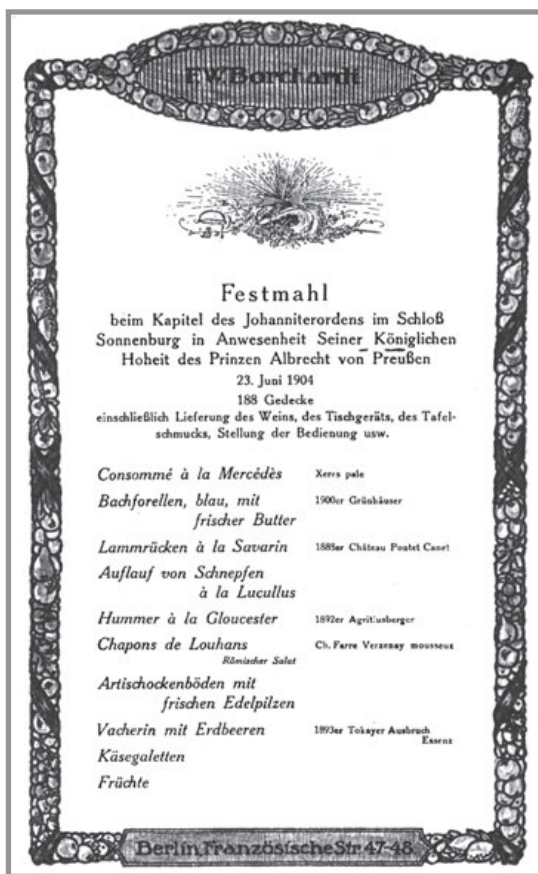 F.W. Borchardt
Festmahl
beim Kapitel des Johanniterordens im Schloß
Sonnenburg in Anwesenheit Seiner Königlichen
Hoheit des Prinzen Albrecht von Preußen
23. Juni 1904
188 Gedecke
einschließlich Lieferung des Weins, des Tischgeräts, des Tafel-
schmucks, Stellung der Bedienung usw.
Consommé à la Mercédès Xeres pale
Bachforellen, blau, mit 1900er Grünhäuser
frischer Butter
Lammrücken à la Savarin 1888er Château Pontet Canet
Auflauf von Schnepfen
à la Lucullus
Hummer à la Gloucester 1892er Agritiusberger
Chapons de Louhans Ch. Farre Verzenay mousseux
Römischer Salat
Artischockenböden mit
frischen Edelpilzen
Vacherin mit Erdbeeren 1893er Tokayer Ausbruch
Essenz
Käsegaletten
Früchte
Berlin, Französische Str. 47-48